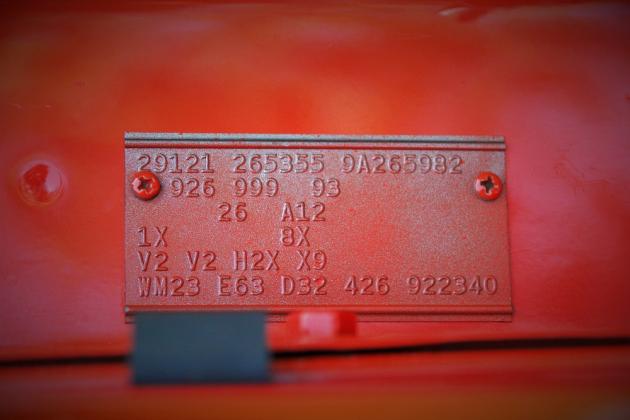 29121 265355 9A265982
926 999 93
26 A12
1X 8X
V2 V2 H2X X9
WM23 E63 D32 426 922340